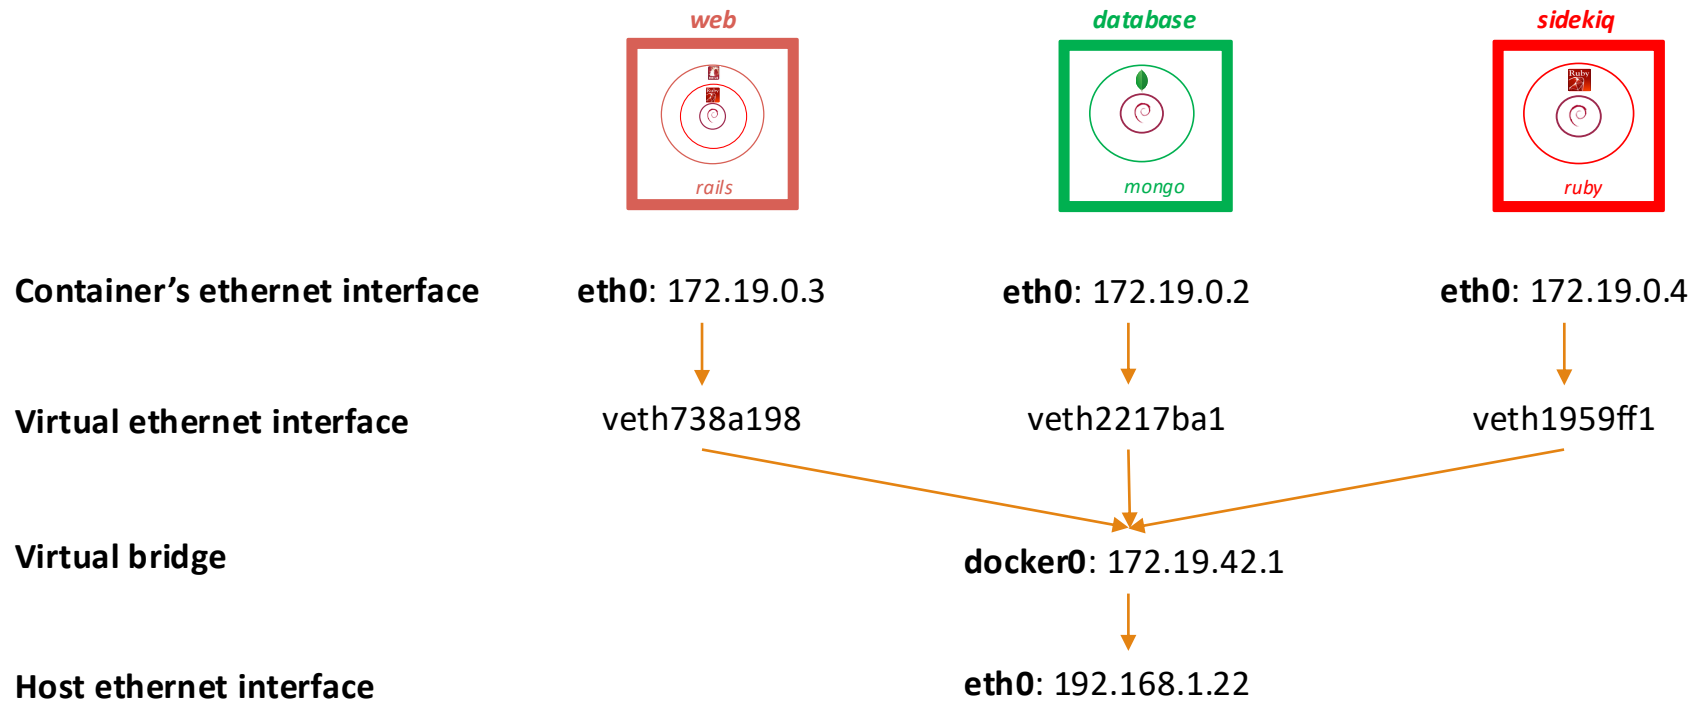 web
database
sidekiq
Ruby
Ruby
rails
mongo
ruby
Container’s ethernet interface
eth0: 172.19.0.3
eth0: 172.19.0.2
eth0: 172.19.0.4
Virtual ethernet interface
veth738a198
veth2217ba1
veth1959ff1
Virtual bridge
docker0: 172.19.42.1
Host ethernet interface
eth0: 192.168.1.22